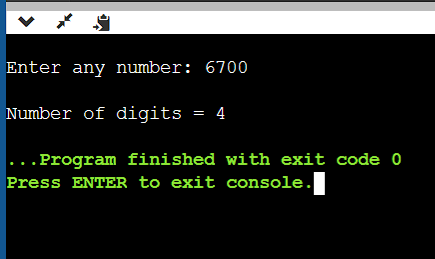 Enter any number: 6700
Number of digits = 4
...Program finished with exit code 0
Press ENTER to exit console.